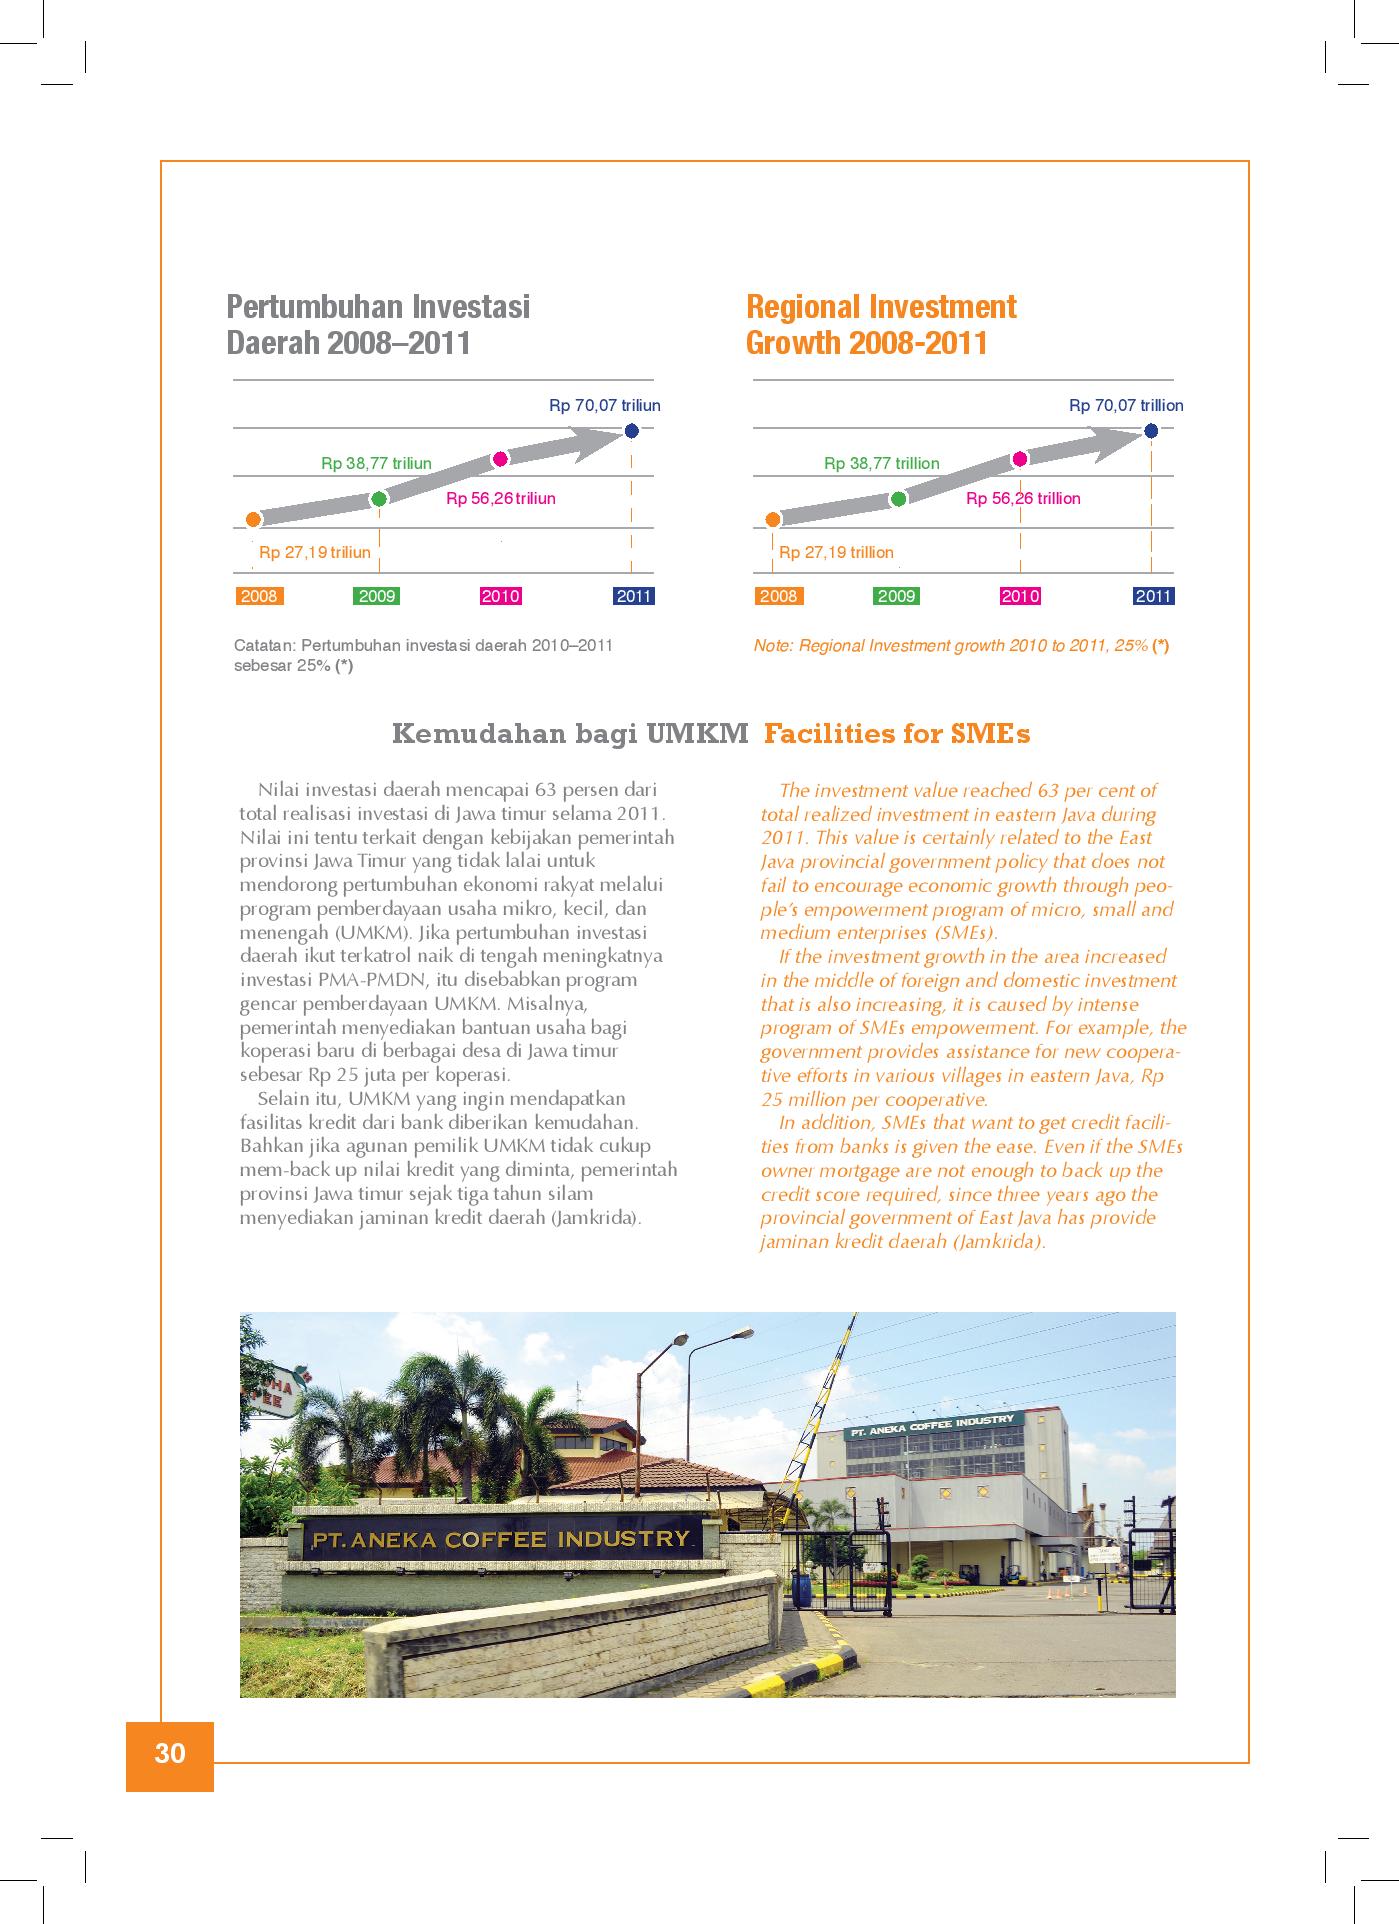 Pertumbuhan Investasi
Daerah 2008–2011
Rp 70,07 triliun
Rp 38,77 triliun
Rp 56,26 triliun
Rp 27,19 triliun
2008 2009 2010 2011
Catatan: Pertumbuhan investasi daerah 2010–2011
sebesar 25% (*)
Regional Investment
Growth 2008-2011
Rp 70,07 trillion
Rp 38,77 trillion
Rp 56,26 trillion
Rp 27,19 trillion
2008 2009 2010 2011
Note: Regional Investment growth 2010 to 2011, 25% (*)
Kemudahan bagi UMKM Facilities for SMEs
Nilai investasi daerah mencapai 63 persen dari
total realisasi investasi di Jawa timur selama 2011.
Nilai ini tentu terkait dengan kebijakan pemerintah
provinsi Jawa Timur yang tidak lalai untuk
mendorong pertumbuhan ekonomi rakyat melalui
program pemberdayaan usaha mikro, kecil, dan
menengah (UMKM). Jika pertumbuhan investasi
daerah ikut terkatrol naik di tengah meningkatnya
investasi PMA-PMDN, itu disebabkan program
gencar pemberdayaan UMKM. Misalnya,
pemerintah menyediakan bantuan usaha bagi
koperasi baru di berbagai desa di Jawa timur
sebesar Rp 25 juta per koperasi.
Selain itu, UMKM yang ingin mendapatkan
fasilitas kredit dari bank diberikan kemudahan.
Bahkan jika agunan pemilik UMKM tidak cukup
mem-back up nilai kredit yang diminta, pemerintah
provinsi Jawa timur sejak tiga tahun silam
menyediakan jaminan kredit daerah (Jamkrida).
The investment value reached 63 per cent of
total realized investment in eastern Java during
2011. This value is certainly related to the East
Java provincial government policy that does not
fail to encourage economic growth through peo-
ple's empowerment program of micro, small and
medium enterprises (SMEs).
If the investment growth in the area increased
in the middle of foreign and domestic investment
that is also increasing, it is caused by intense
program of SMEs empowerment. For example, the
government provides assistance for new coopera-
tive efforts in various villages in eastern Java, Rp
25 million per cooperative.
In addition, SMEs that want to get credit facili-
ties from banks is given the ease. Even if the SMEs
owner mortgage are not enough to back up the
credit score required, since three years ago the
provincial government of East Java has provide
jaminan kredit daerah (Jamkrida).
PT. ANEKA COFFEE INDUSTRY
PT. ANEKA COFFEE INDUSTRY
30